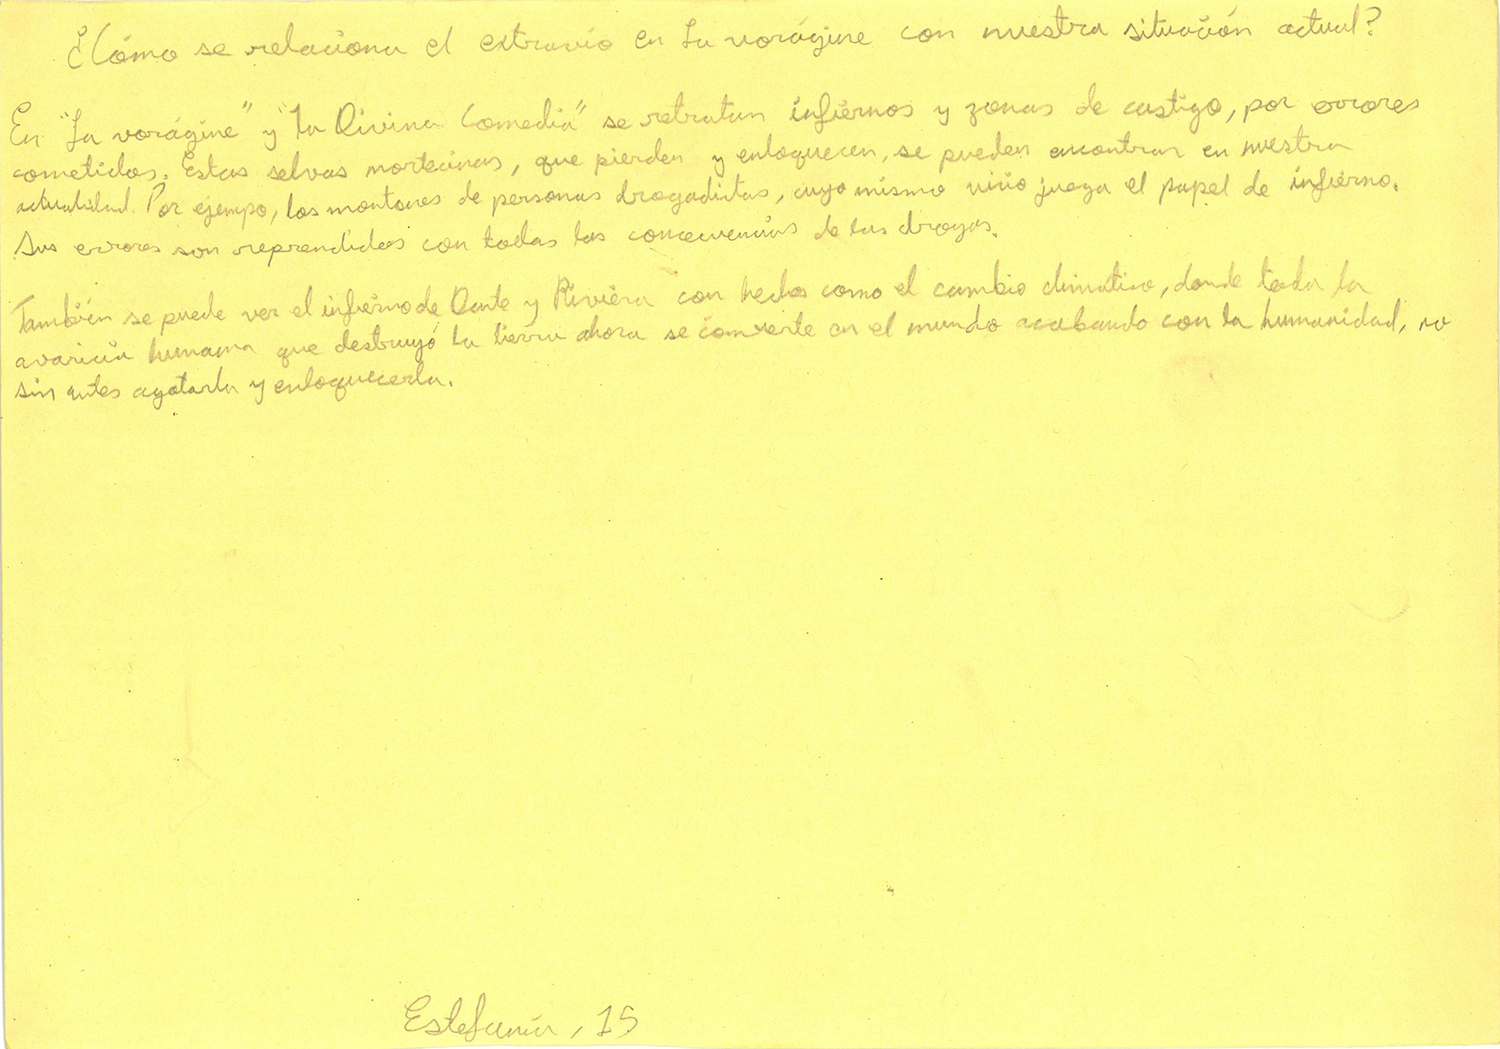 ¿Cómo se relaciona el extravío en La vorágine con nuestra situación actual?
En "La vorágine" y "La Divina Comedia" se retratan infiernos y zonas de castigo, por errores
cometidos. Estas selvas mortecinas, que pierden y enloquecen, se pueden encontrar en nuestra
actualidad. Por ejemplo, los montones de personas drogadictas, cuyo mismo vicio juega el papel de infierno.
Sus errores son reprendidos con todas las concecuencias de las drogas.
También se puede ver el infierno de Dante y Riviera con hechos como el cambio climatico, donde toda la
avaricia humana que destruyó la tierra ahora se convierte en el mundo acabando con la humanidad, no
sin antes agotarla y enloquecerla.
Estefanía, 15